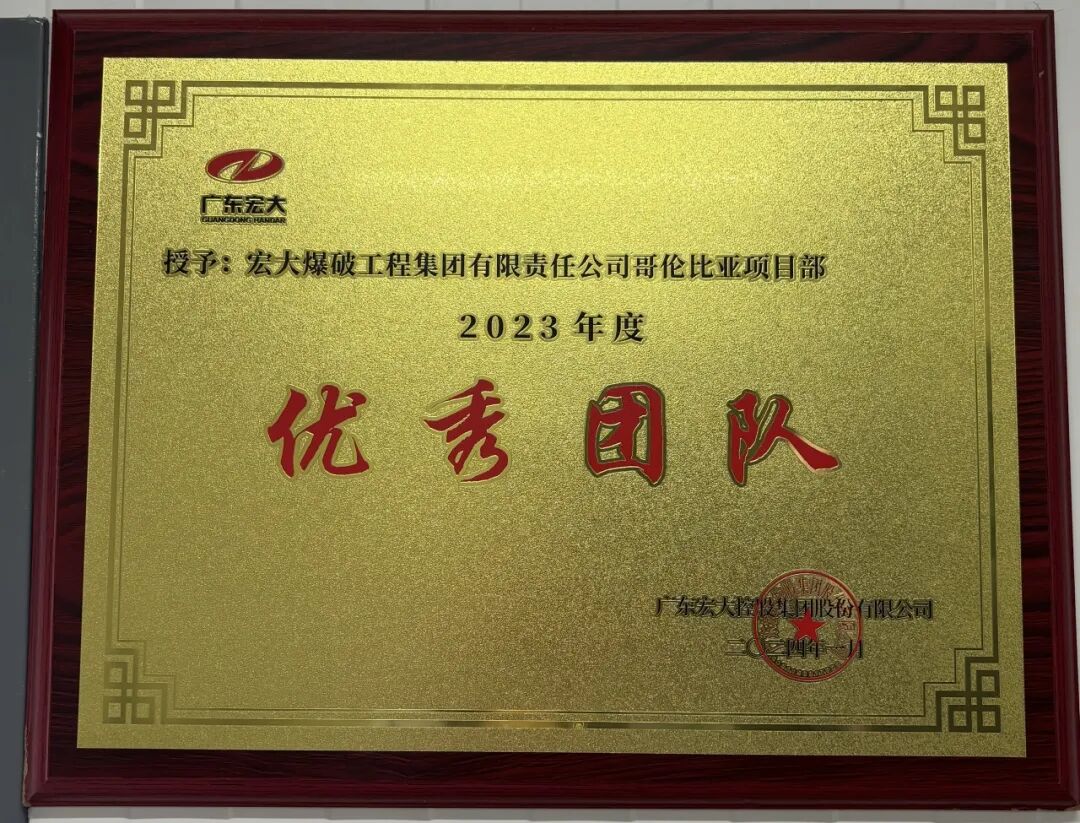 广东宏大
GUANGDONG HANDAR
授予：宏大爆破工程集团有限责任公司哥伦比亚项目部
2023年度
优秀团队
广东宏大控股集团股份有限公司
二〇二四年一月